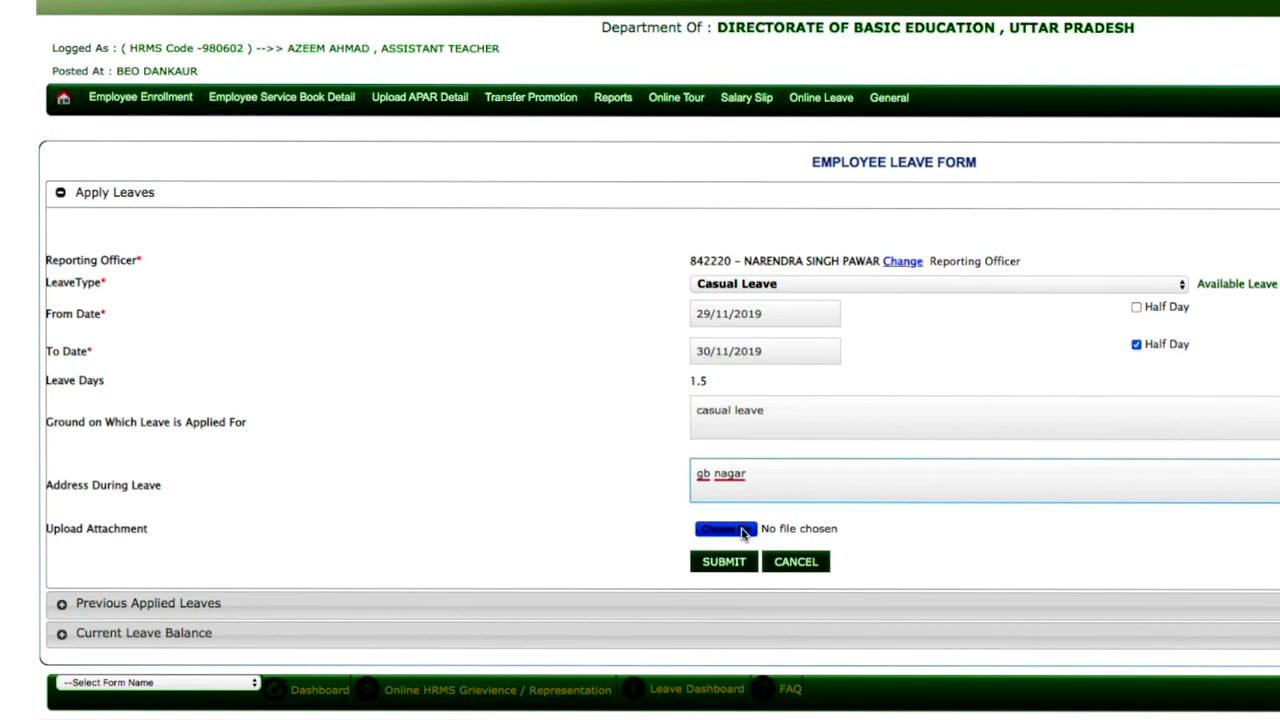 Department Of : DIRECTORATE OF BASIC EDUCATION , UTTAR PRADESH
Logged As : ( HRMS Code -980602 ) -->> AZEEM AHMAD , ASSISTANT TEACHER
Posted At : BEO DANKAUR
Employee Enrollment Employee Service Book Detail Upload APAR Detail Transfer Promotion Reports Online Tour Salary Slip Online Leave General
EMPLOYEE LEAVE FORM
Apply Leaves
Reporting Officer* 842220 - NARENDRA SINGH PAWAR Change Reporting Officer
LeaveType* Casual Leave Available Leave
From Date* 29/11/2019 Half Day
To Date* 30/11/2019 Half Day
Leave Days 1.5
Ground on Which Leave is Applied For casual leave
Address During Leave gb nagar
Upload Attachment No file chosen
SUBMIT CANCEL
Previous Applied Leaves
Current Leave Balance
--Select Form Name Dashboard Online HRMS Grievience / Representation Leave Dashboard FAQ